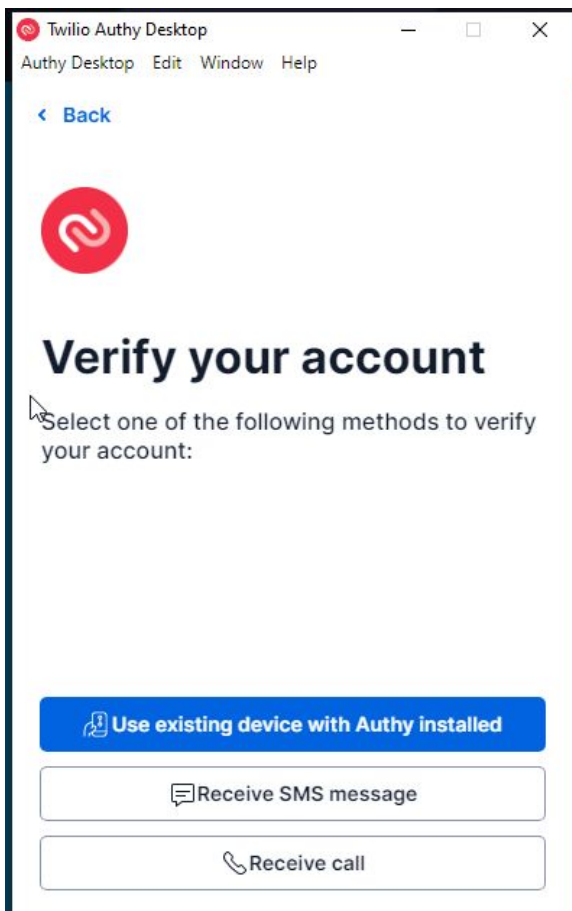 Twilio Authy Desktop
Authy Desktop Edit Window Help
Back
Verify your account
Select one of the following methods to verify
your account:
Use existing device with Authy installed
Receive SMS message
Receive call